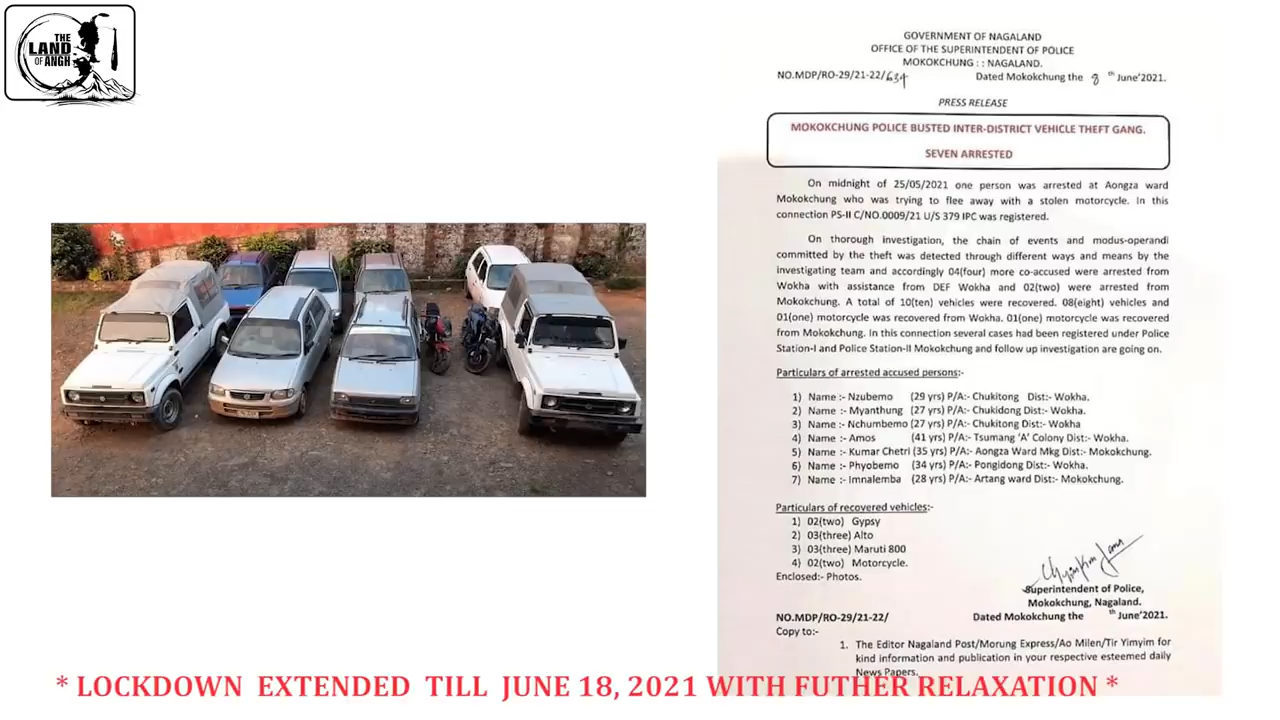 THE
LAND
OF ANGH
GOVERNMENT OF NAGALAND
OFFICE OF THE SUPERINTENDENT OF POLICE
MOKOKCHUNG : : NAGALAND.
NO.MDP/RO-29/21-22/634 Dated Mokokchung the 8 th June'2021.
PRESS RELEASE
MOKOKCHUNG POLICE BUSTED INTER-DISTRICT VEHICLE THEFT GANG.
SEVEN ARRESTED
On midnight of 25/05/2021 one person was arrested at Aongza ward
Mokokchung who was trying to flee away with a stolen motorcycle. In this
connection PS-II C/NO.0009/21 U/S 379 IPC was registered.
On thorough investigation, the chain of events and modus-operandi
committed by the theft was detected through different ways and means by the
investigating team and accordingly 04(four) more co-accused were arrested from
Wokha with assistance from DEF Wokha and 02(two) were arrested from
Mokokchung. A total of 10(ten) vehicles were recovered. 08(eight) vehicles and
01(one) motorcycle was recovered from Wokha. 01(one) motorcycle was recovered
from Mokokchung. In this connection several cases had been registered under Police
Station-I and Police Station-II Mokokchung and follow up investigation are going on.
Particulars of arrested accused persons:-
1) Name :- Nzubemo (29 yrs) P/A:- Chukitong Dist:- Wokha.
2) Name :- Myanthung (27 yrs) P/A:- Chukidong Dist:- Wokha.
3) Name :- Nchumbemo (27 yrs) P/A:- Chukitong Dist:- Wokha
4) Name :- Amos (41 yrs) P/A:- Tsumang 'A' Colony Dist:- Wokha.
5) Name :- Kumar Chetri (35 yrs) P/A:- Aongza Ward Mkg Dist:- Mokokchung.
6) Name :- Phyobemo (34 yrs) P/A:- Pongidong Dist:- Wokha.
7) Name :- Imnalemba (28 yrs) P/A:- Artang ward Dist:- Mokokchung.
Particulars of recovered vehicles:-
1) 02(two) Gypsy
2) 03(three) Alto
3) 03(three) Maruti 800
4) 02(two) Motorcycle.
Enclosed:- Photos.
Superintendent of Police,
Mokokchung, Nagaland.
NO.MDP/RO-29/21-22/ Dated Mokokchung the th June'2021.
Copy to:-
1. The Editor Nagaland Post/Morung Express/Ao Milen/Tir Yimyim for
kind information and publication in your respective esteemed daily
News Papers.
* LOCKDOWN EXTENDED TILL JUNE 18, 2021 WITH FUTHER RELAXATION *